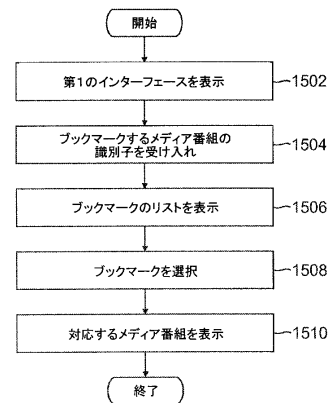 開始
第1のインターフェースを表示
1502
ブックマークするメディア番組の
識別子を受け入れ
1504
ブックマークのリストを表示
1506
ブックマークを選択
1508
対応するメディア番組を表示
1510
終了